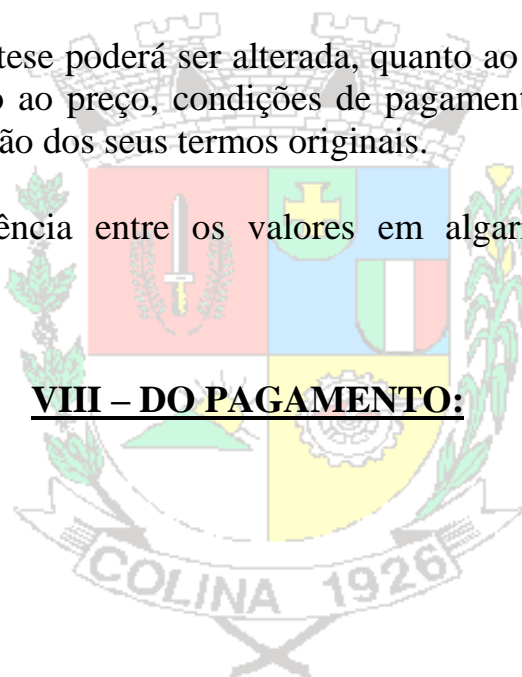 tese poderá ser alterada, quanto ao
o ao preço, condições de pagament
ão dos seus termos originais.
ência entre os valores em algari
VIII – DO PAGAMENTO:
COLINA 1926